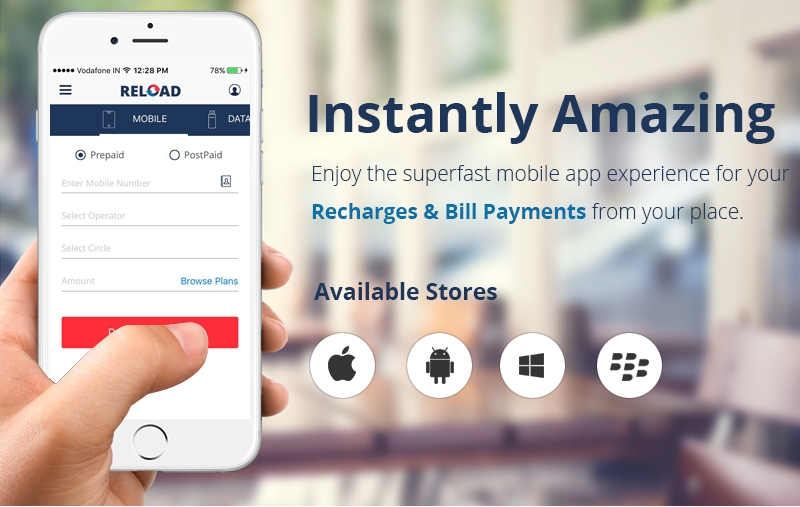 Vodafone IN 12:28 PM 78%
RELOAD
MOBILE DATA
Prepaid PostPaid
Enter Mobile Number
Select Operator
Select Circle
Amount Browse Plans
Instantly Amazing
Enjoy the superfast mobile app experience for your
Recharges & Bill Payments from your place.
Available Stores